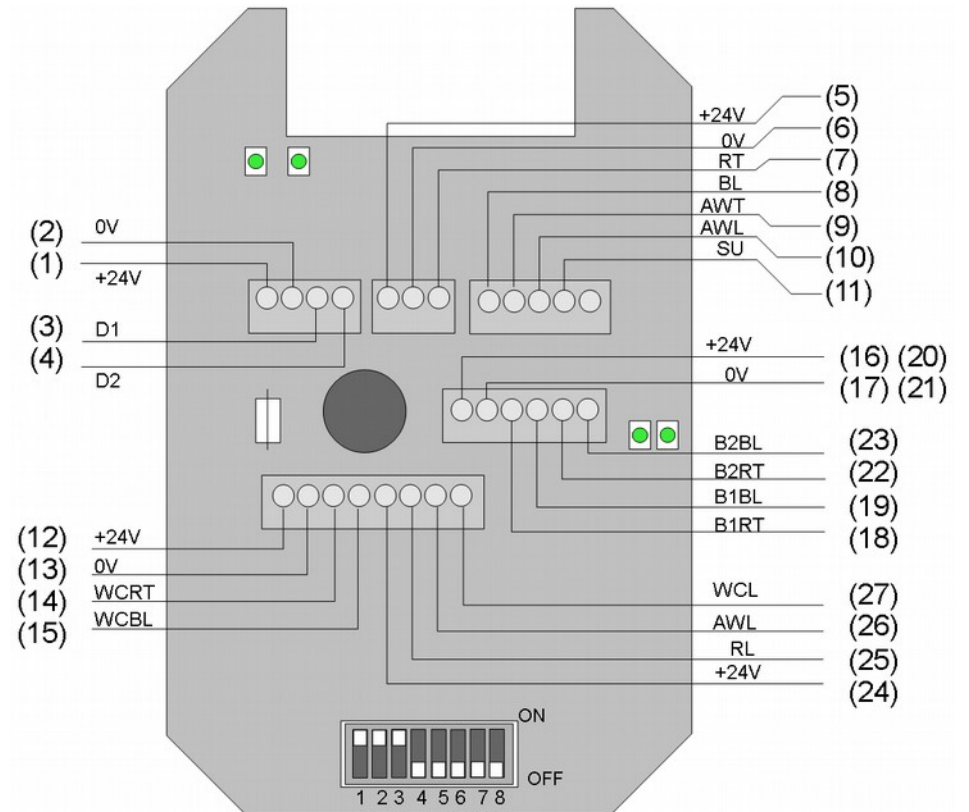 +24V (5)
0V (6)
RT (7)
BL (8)
AWT (9)
AWL (10)
SU (11)
(2) 0V
(1) +24V
(3) D1
(4) D2
+24V (16) (20)
0V (17) (21)
B2BL (23)
B2RT (22)
B1BL (19)
B1RT (18)
(12) +24V
(13) 0V
(14) WCRT
(15) WCBL
WCL (27)
AWL (26)
RL (25)
+24V (24)
ON
OFF
1 2 3 4 5 6 7 8